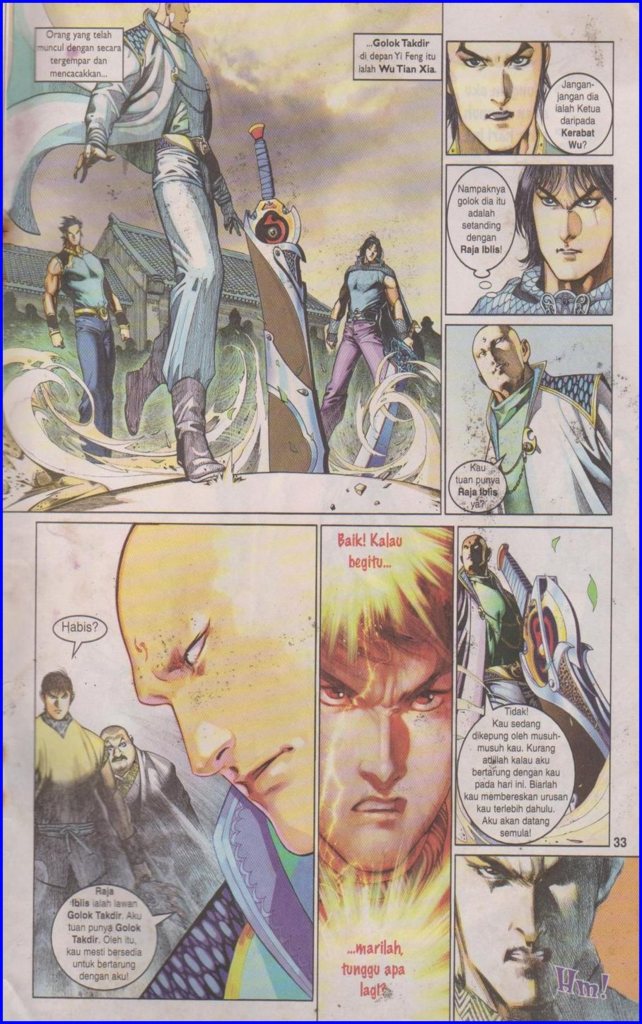 Orang yang telah
muncul dengan secara
tergempar dan
mencacakkan...
...Golok Takdir
di depan Yi Feng itu
ialah Wu Tian Xia.
Jangan-
jangan dia
ialah Ketua
daripada
Kerabat
Wu?
Nampaknya
golok dia itu
adalah
setanding
dengan
Raja Iblis!
Kau
tuan punya
Raja Iblis
ya?
Habis?
Raja
Iblis ialah lawan
Golok Takdir. Aku
tuan punya Golok
Takdir. Oleh itu,
kau mesti bersedia
untuk bertarung
dengan aku!
Baik! Kalau
begitu...
...marilah,
tunggu apa
lagi?
Tidak!
Kau sedang
dikepung oleh musuh-
musuh kau. Kurang
adillah kalau aku
bertarung dengan kau
pada hari ini. Biarlah
kau membereskan urusan
kau terlebih dahulu.
Aku akan datang
semula!
33
Hm!